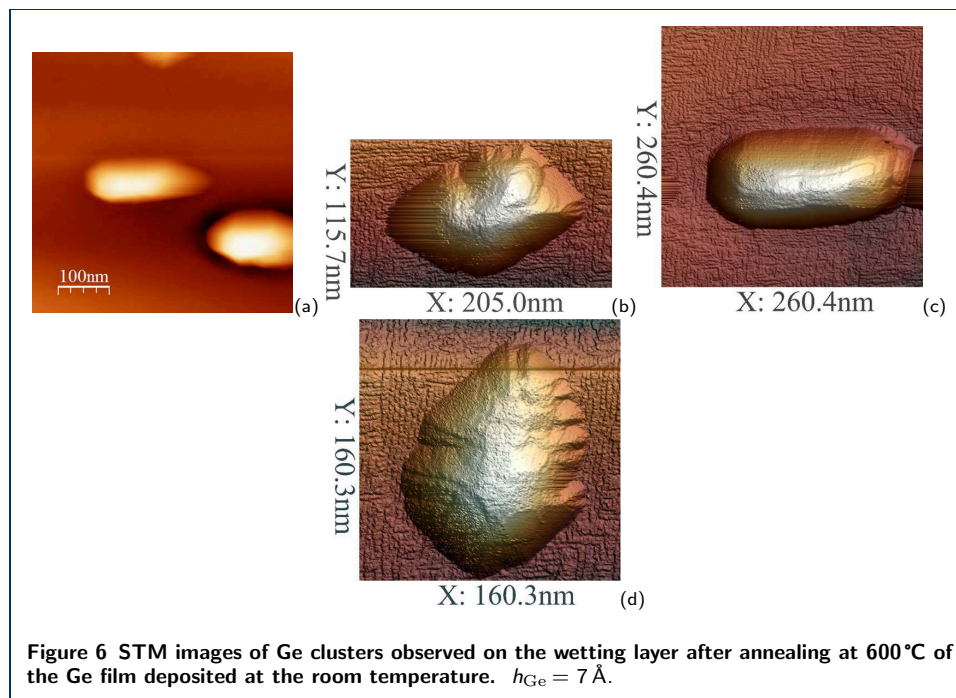 100nm
(a)
Y: 115.7nm
X: 205.0nm
(b)
Y: 260.4nm
X: 260.4nm
(c)
Y: 160.3nm
X: 160.3nm
(d)
Figure 6 STM images of Ge clusters observed on the wetting layer after annealing at 600°C of
the Ge film deposited at the room temperature. hGe = 7 Å.